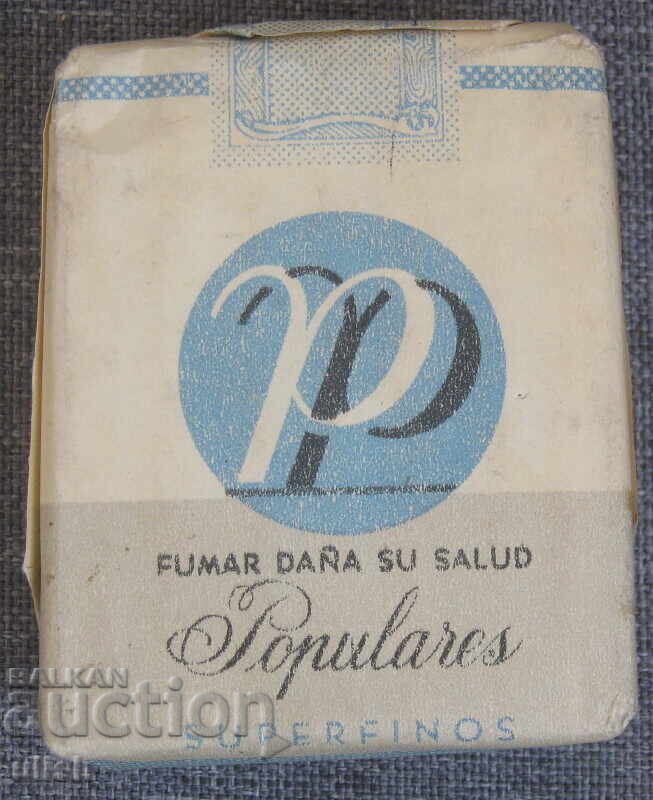 P
FUMAR DAÑA SU SALUD
Populares
BALKAN
auction
SUPERFINOS